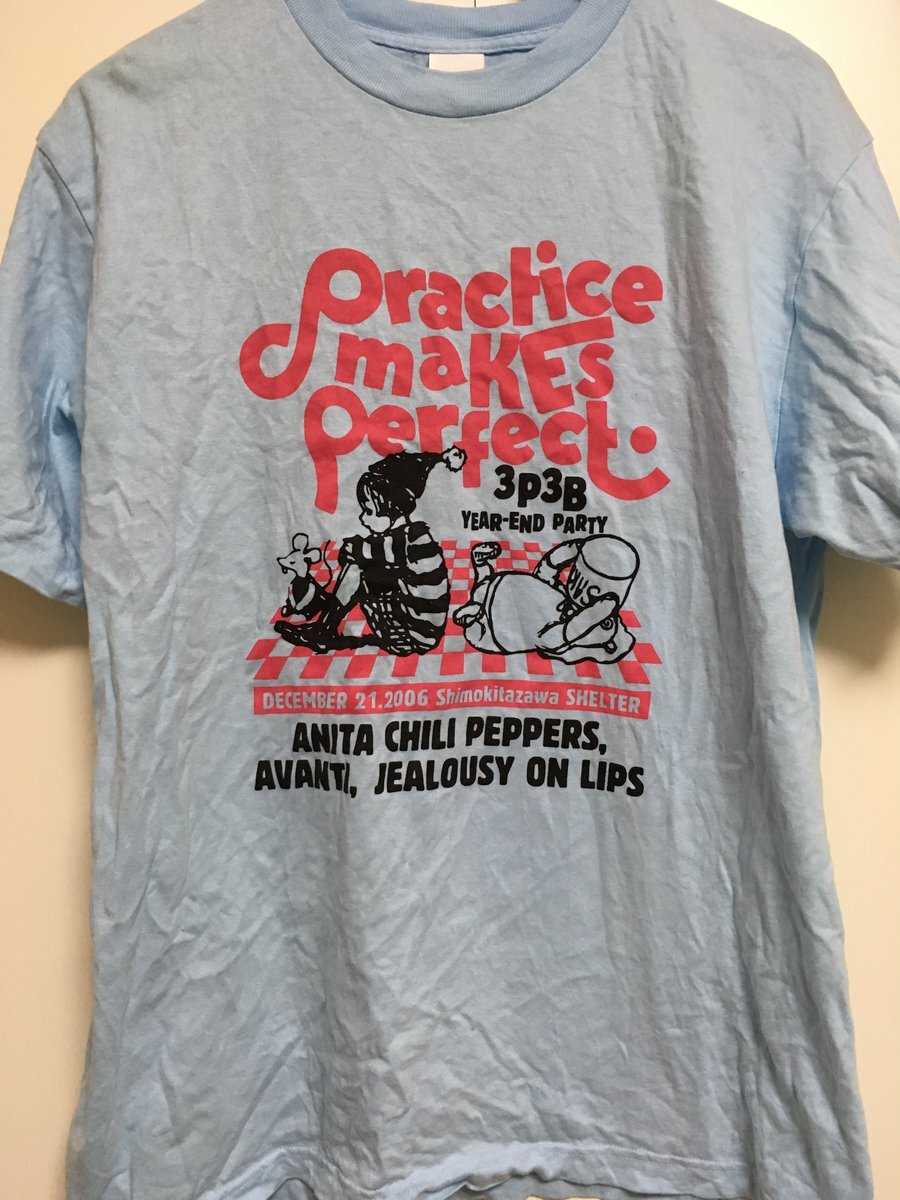 practice
makes
perfect.
3P3B
YEAR-END PARTY
DECEMBER 21.2006 Shimokitazawa SHELTER
ANITA CHILI PEPPERS,
AVANTI, JEALOUSY ON LIPS